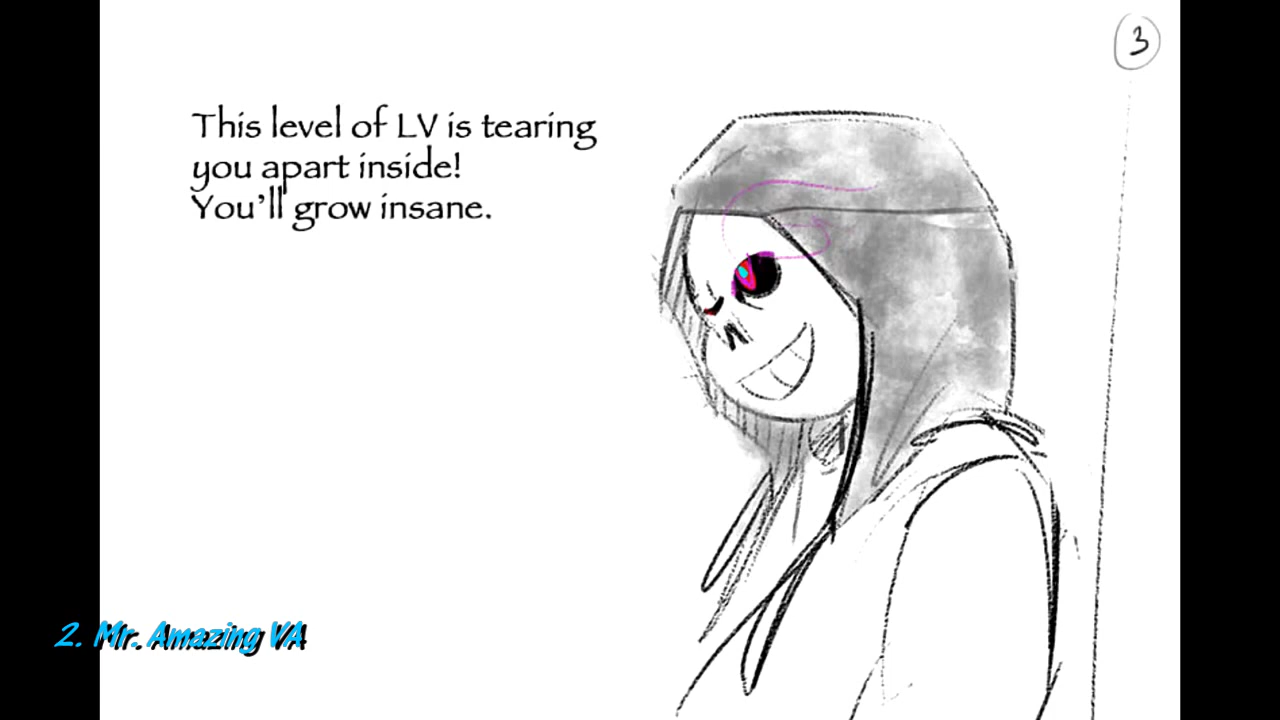 3
This level of LV is tearing
you apart inside!
You'll grow insane.
2. Mr. Amazing VA